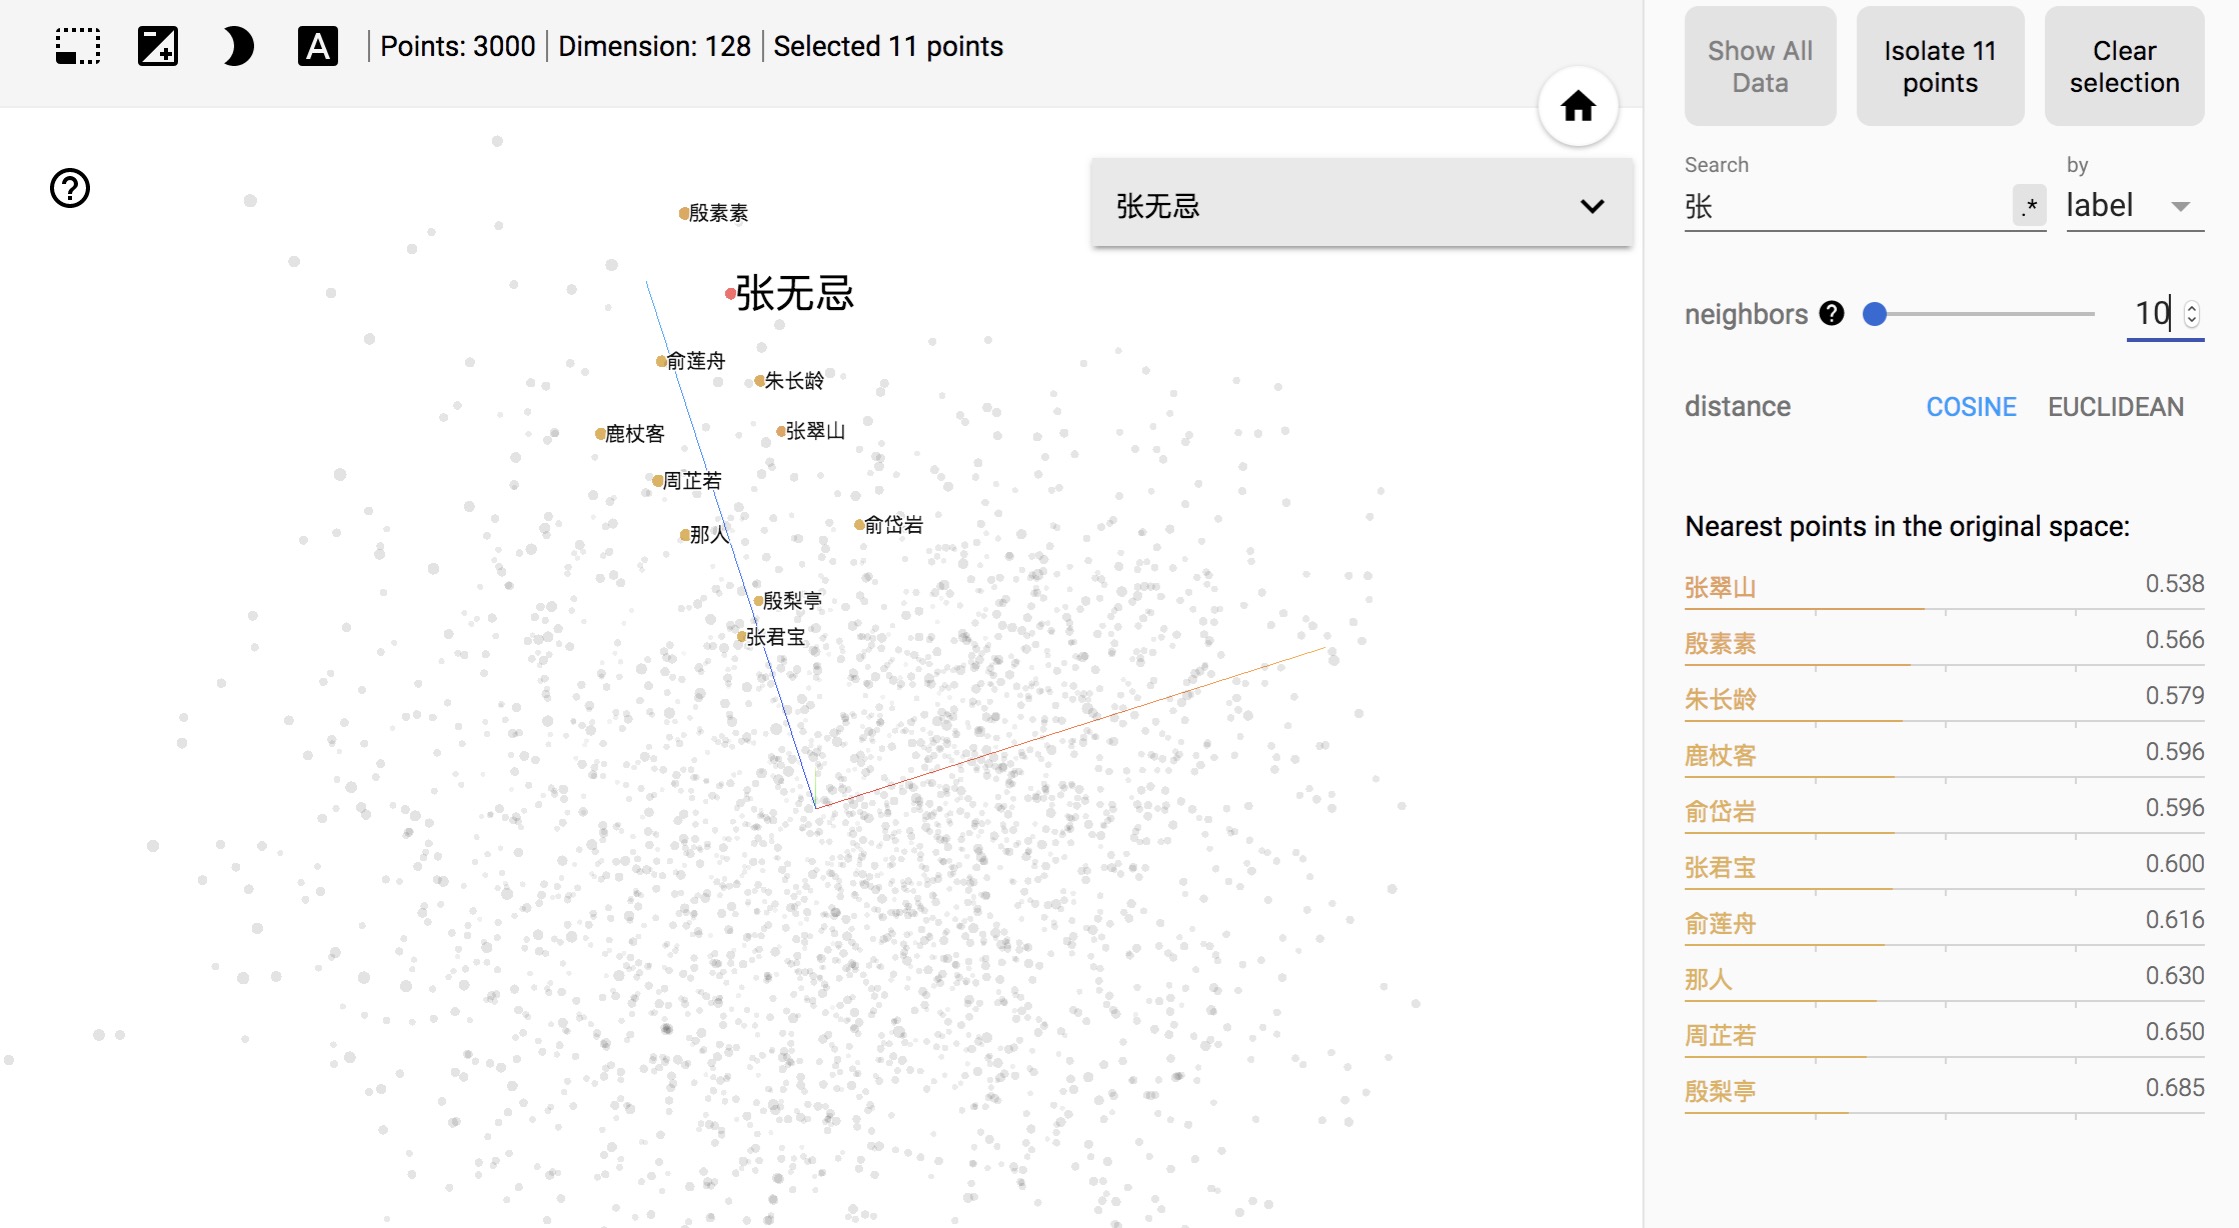 A
Points: 3000 | Dimension: 128 | Selected 11 points
殷素素
张无忌
俞莲舟
朱长龄
鹿杖客
张翠山
周芷若
俞岱岩
那人
殷梨亭
张君宝
张无忌
Show All Data
Isolate 11 points
Clear selection
Search
by
张
.*
label
neighbors
10
distance
COSINE
EUCLIDEAN
Nearest points in the original space:
张翠山 0.538
殷素素 0.566
朱长龄 0.579
鹿杖客 0.596
俞岱岩 0.596
张君宝 0.600
俞莲舟 0.616
那人 0.630
周芷若 0.650
殷梨亭 0.685